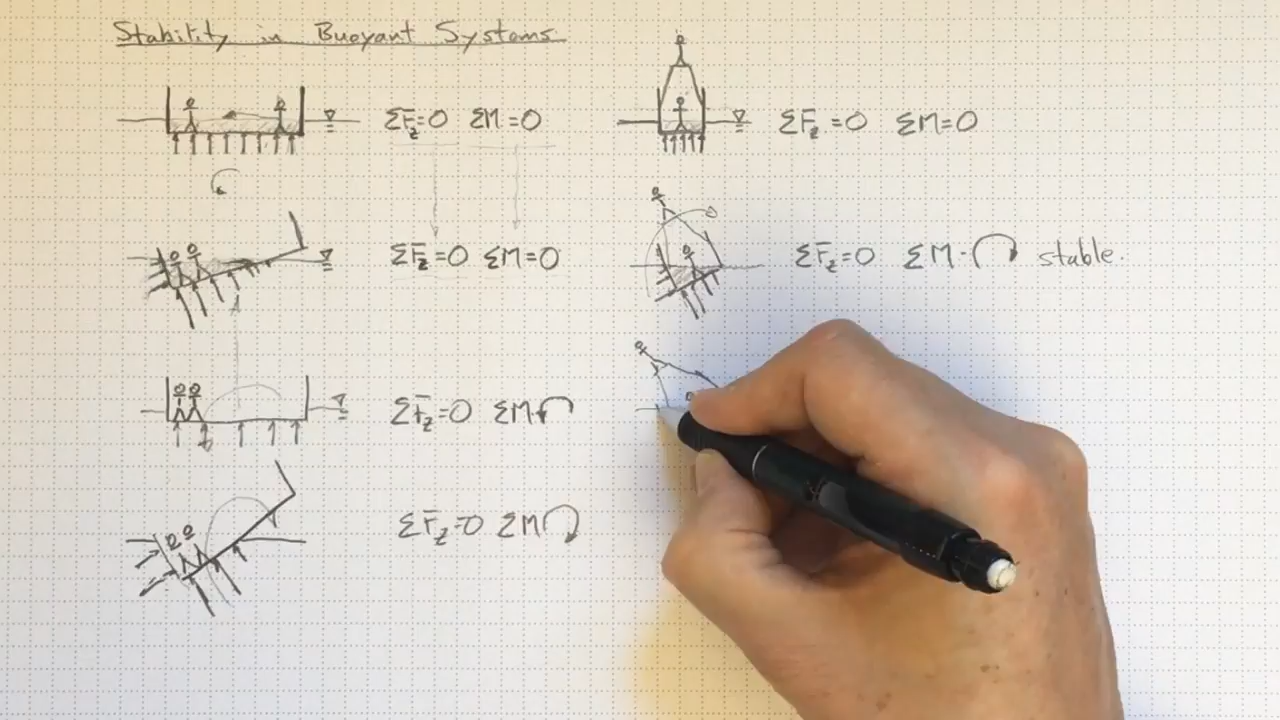 Stability in Buoyant Systems
ΣFz=0 ΣM=0
ΣFz=0 ΣM=0
ΣFz=0 ΣM
ΣFz=0 ΣM
ΣFz=0 ΣM=0
ΣFz=0 ΣM stable.